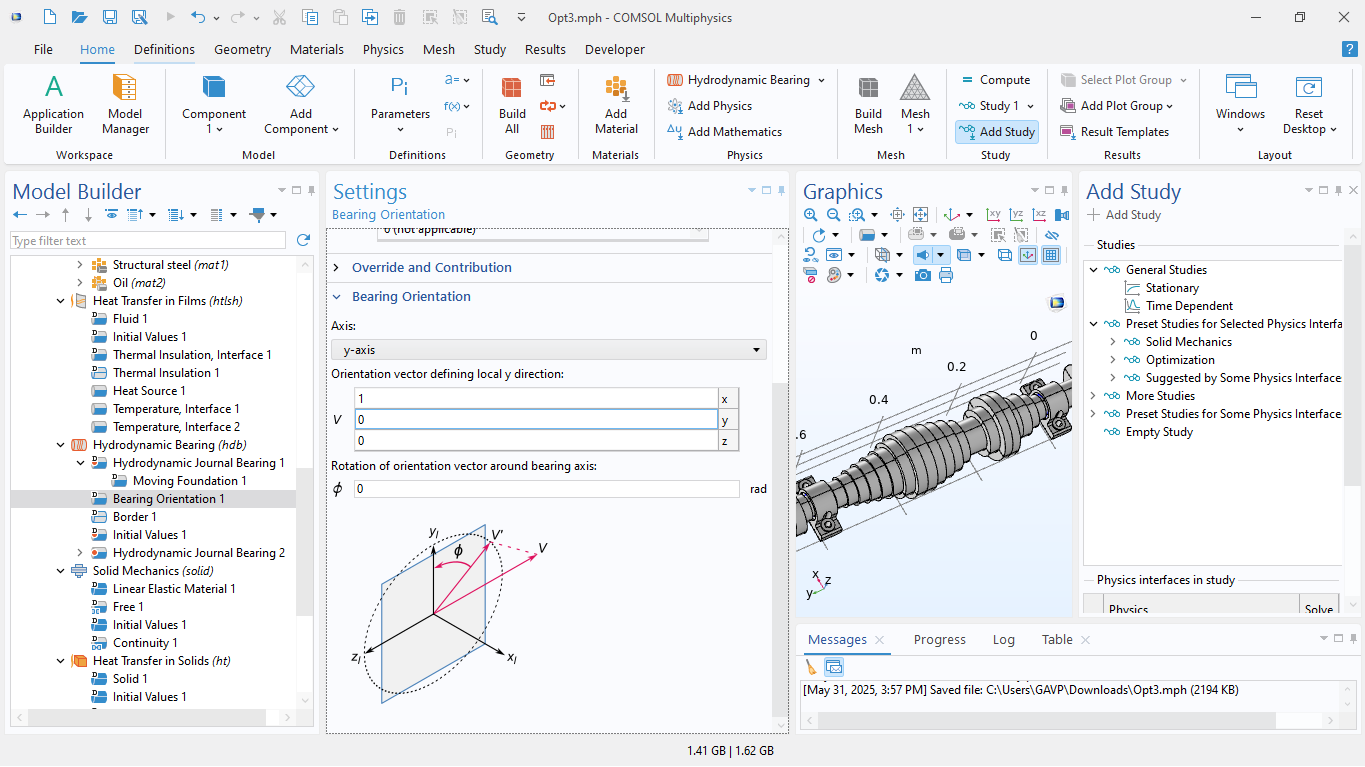 Opt3.mph - COMSOL Multiphysics
File Home Definitions Geometry Materials Physics Mesh Study Results Developer
?
Application Builder
Model Manager
Workspace
Component 1
Add Component
Model
Pi
Parameters
a=
f(x)
Pi
Definitions
Build All
Geometry
Add Material
Materials
Hydrodynamic Bearing
Add Physics
Add Mathematics
Physics
Build Mesh
Mesh 1
Mesh
Compute
Study 1
Add Study
Study
Select Plot Group
Add Plot Group
Result Templates
Results
Windows
Reset Desktop
Layout
Model Builder
Type filter text
Structural steel (mat1)
Oil (mat2)
Heat Transfer in Films (htlsh)
Fluid 1
Initial Values 1
Thermal Insulation, Interface 1
Thermal Insulation 1
Heat Source 1
Temperature, Interface 1
Temperature, Interface 2
Hydrodynamic Bearing (hdb)
Hydrodynamic Journal Bearing 1
Moving Foundation 1
Bearing Orientation 1
Border 1
Initial Values 1
Hydrodynamic Journal Bearing 2
Solid Mechanics (solid)
Linear Elastic Material 1
Free 1
Initial Values 1
Continuity 1
Heat Transfer in Solids (ht)
Solid 1
Initial Values 1
Settings
Bearing Orientation
0 (not applicable)
Override and Contribution
Bearing Orientation
Axis:
y-axis
Orientation vector defining local y direction:
1 x
V 0 y
0 z
Rotation of orientation vector around bearing axis:
ϕ 0 rad
yl
V'
V
ϕ
zl
xl
Graphics
xy yz xz
m
0
0.2
0.4
.6
x
z
y
Messages Progress Log Table
[May 31, 2025, 3:57 PM] Saved file: C:\Users\GAVP\Downloads\Opt3.mph (2194 KB)
Add Study
Add Study
Studies
General Studies
Stationary
Time Dependent
Preset Studies for Selected Physics Interfa
Solid Mechanics
Optimization
Suggested by Some Physics Interface
More Studies
Preset Studies for Some Physics Interface
Empty Study
Physics interfaces in study
Physics Solve
1.41 GB | 1.62 GB